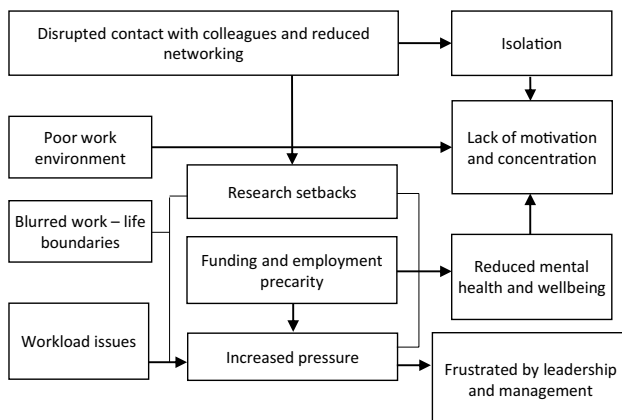 Disrupted contact with colleagues and reduced
networking
Isolation
Poor work
environment
Lack of motivation
and concentration
Research setbacks
Blurred work – life
boundaries
Funding and employment
precarity
Reduced mental
health and wellbeing
Workload issues
Increased pressure
Frustrated by leadership
and management